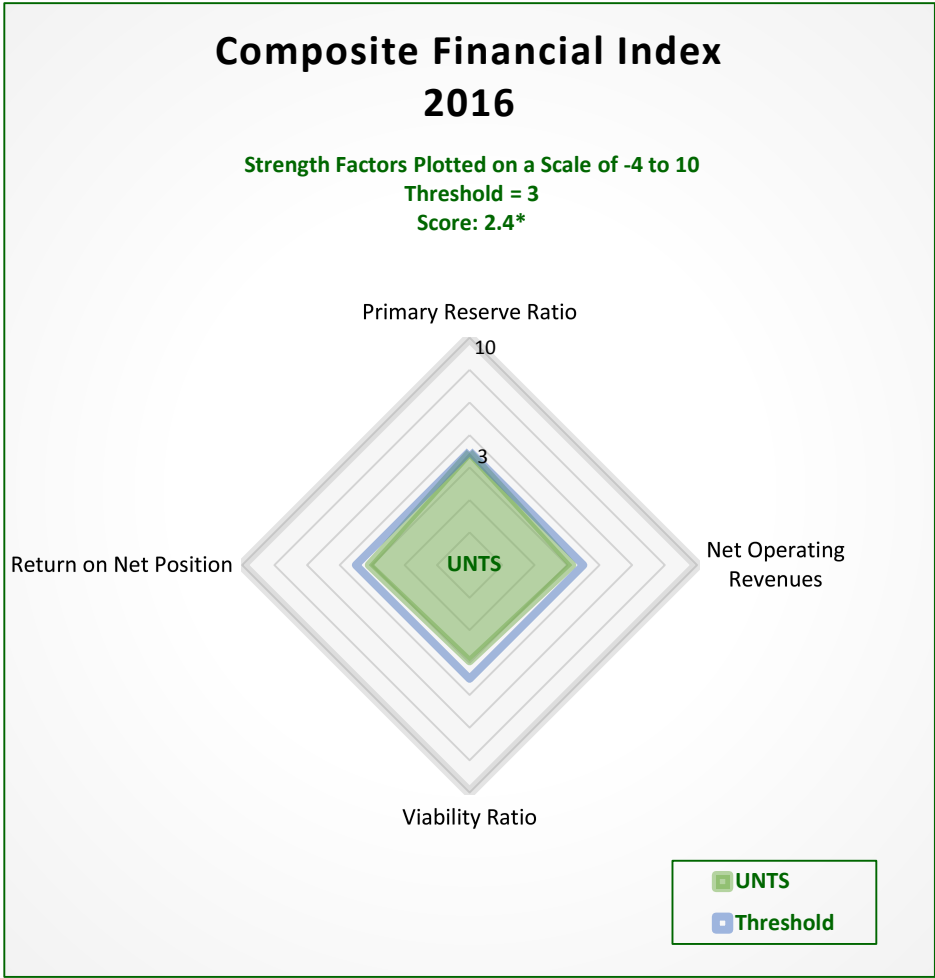 Composite Financial Index
2016
Strength Factors Plotted on a Scale of -4 to 10
Threshold = 3
Score: 2.4*
Primary Reserve Ratio
10
3
Return on Net Position
UNTS
Net Operating
Revenues
Viability Ratio
UNTS
Threshold